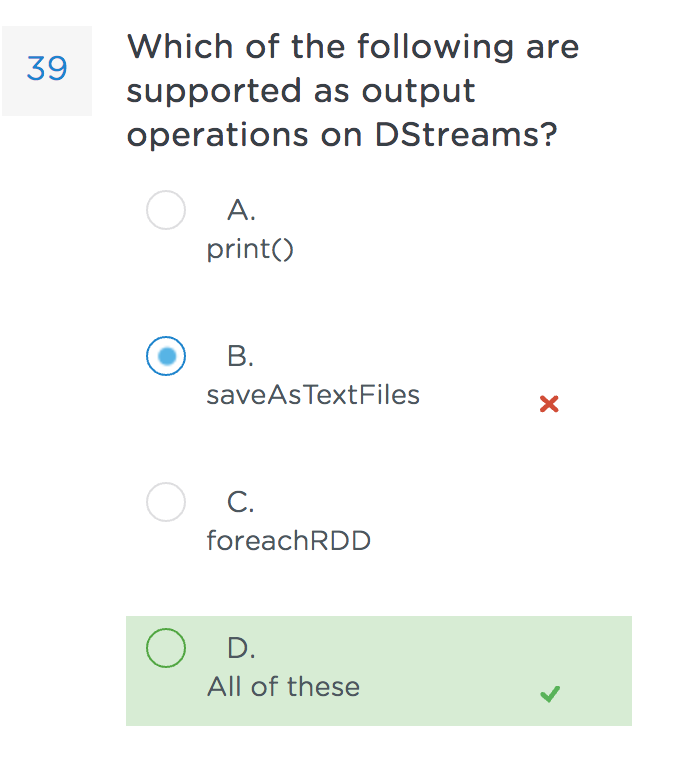 39
Which of the following are
supported as output
operations on DStreams?
A.
print()
B.
saveAsTextFiles
C.
foreachRDD
D.
All of these